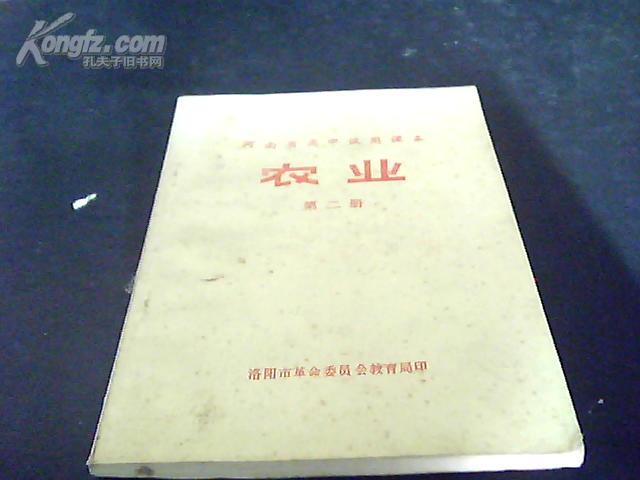 Kongfz.com
孔夫子旧书网
河南省高中试用课本
农业
第二册
洛阳市革命委员会教育局印